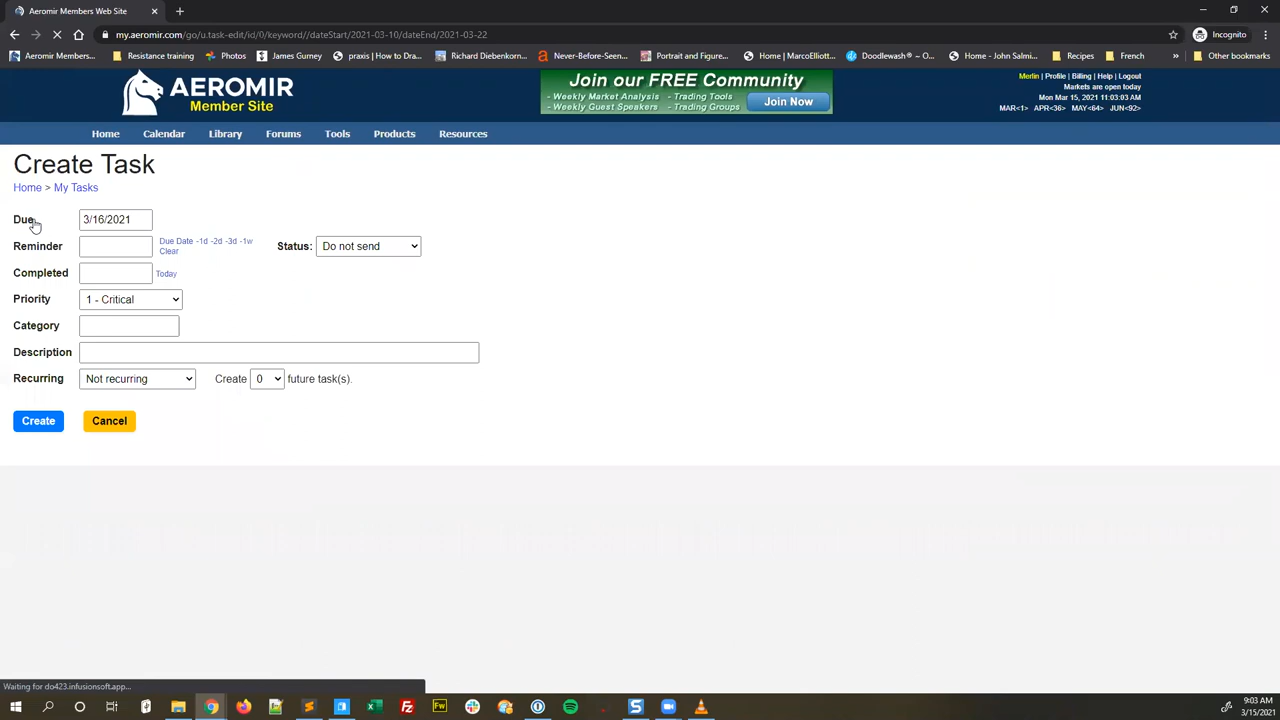 Aeromir Members Web Site
Incognito
my.aeromir.com/go/u.task-edit/id/0/keyword//dateStart/2021-03-10/dateEnd/2021-03-22
Aeromir Members... Resistance training Photos James Gurney praxis | How to Dra... Richard Diebenkorn... Never-Before-Seen... Portrait and Figure... Home | MarcoElliott... Doodlewash® – O... Home - John Salmi... Recipes French » Other bookmarks
AEROMIR
Member Site
Join our FREE Community
- Weekly Market Analysis - Trading Tools
- Weekly Guest Speakers - Trading Groups
Join Now
Merlin | Profile | Billing | Help | Logout
Markets are open today
Mon Mar 15, 2021 11:03:03 AM
MAR<1> APR<36> MAY<64> JUN<92>
Home Calendar Library Forums Tools Products Resources
Create Task
Home > My Tasks
Due 3/16/2021
Reminder Due Date -1d -2d -3d -1w Status: Do not send
Clear
Completed Today
Priority 1 - Critical
Category
Description
Recurring Not recurring Create 0 future task(s).
Create Cancel
Waiting for do423.infusionsoft.app...
9:03 AM
3/15/2021